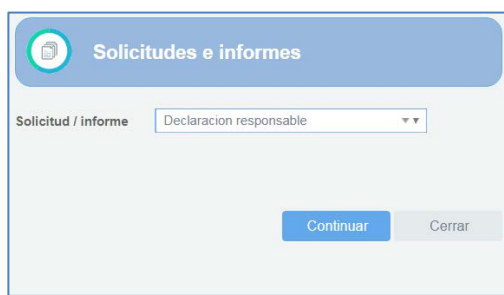 Solicitudes e informes
Solicitud / informe Declaracion responsable
Continuar Cerrar